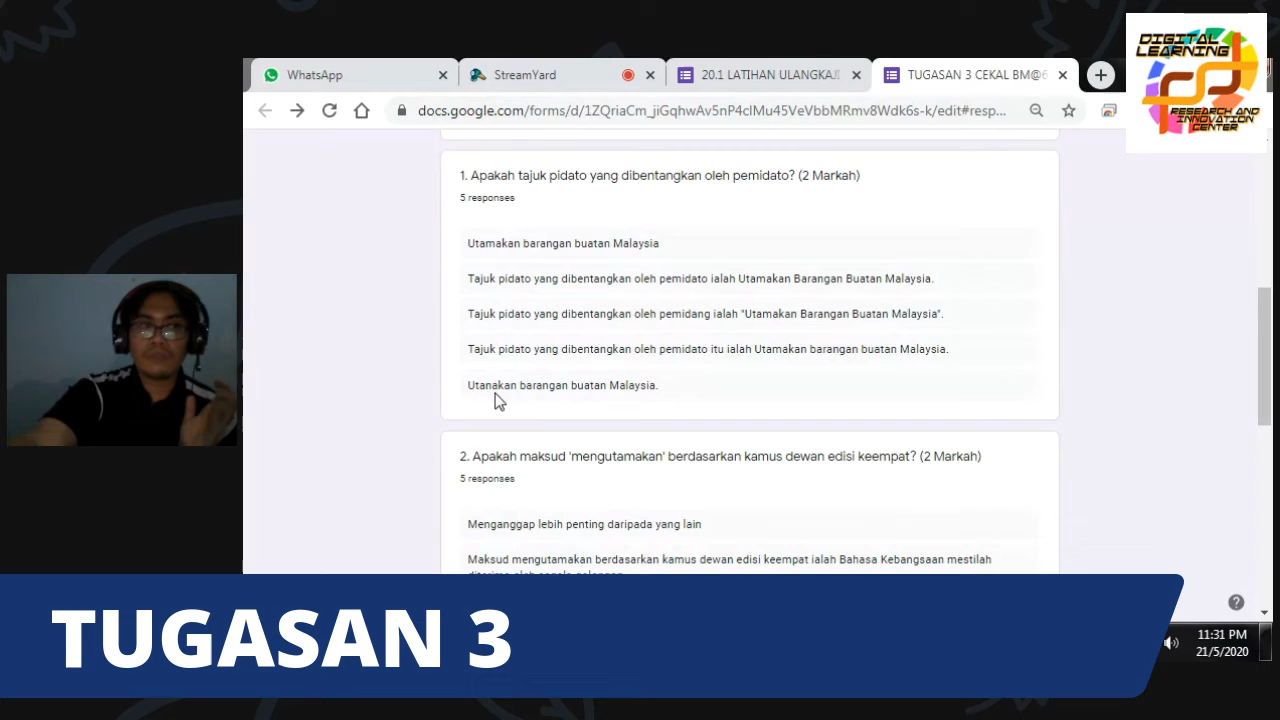 DIGITAL
LEARNING
RESEARCH AND
INNOVATION
CENTER
WhatsApp
StreamYard
20.1 LATIHAN ULANGKAJI
TUGASAN 3 CEKAL BM@6
docs.google.com/forms/d/1ZQriaCm_jiGqhwAv5nP4clMu45VeVbbMRmv8Wdk6s-k/edit#resp...
1. Apakah tajuk pidato yang dibentangkan oleh pemidato? (2 Markah)
5 responses
Utamakan barangan buatan Malaysia
Tajuk pidato yang dibentangkan oleh pemidato ialah Utamakan Barangan Buatan Malaysia.
Tajuk pidato yang dibentangkan oleh pemidang ialah "Utamakan Barangan Buatan Malaysia".
Tajuk pidato yang dibentangkan oleh pemidato itu ialah Utamakan barangan buatan Malaysia.
Utanakan barangan buatan Malaysia.
2. Apakah maksud 'mengutamakan' berdasarkan kamus dewan edisi keempat? (2 Markah)
5 responses
Menganggap lebih penting daripada yang lain
Maksud mengutamakan berdasarkan kamus dewan edisi keempat ialah Bahasa Kebangsaan mestilah
TUGASAN 3
11:31 PM
21/5/2020